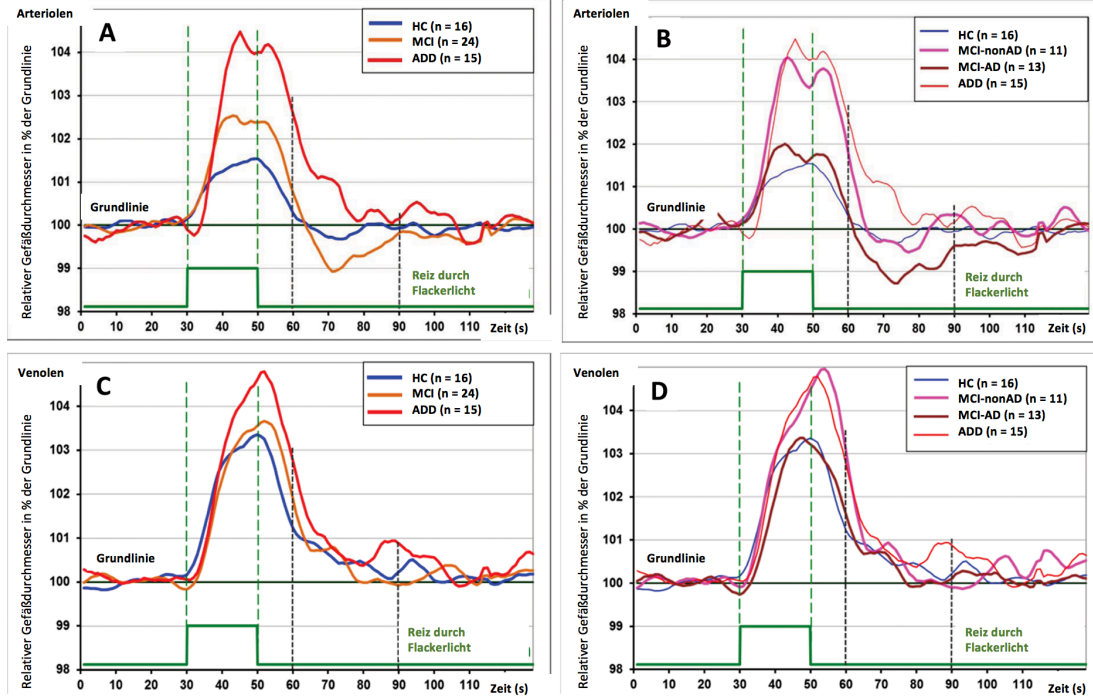 Arteriolen
A
HC (n = 16)
MCI (n = 24)
ADD (n = 15)
Relativer Gefäßdurchmesser in % der Grundlinie
104
103
102
101
100
99
98
Grundlinie
Reiz durch
Flackerlicht
0 10 20 30 40 50 60 70 80 90 100 110
Zeit (s)
Arteriolen
B
HC (n = 16)
MCI-nonAD (n = 11)
MCI-AD (n = 13)
ADD (n = 15)
Relativer Gefäßdurchmesser in % der Grundlinie
104
103
102
101
100
99
98
Grundlinie
Reiz durch
Flackerlicht
0 10 20 30 40 50 60 70 80 90 100 110
Zeit (s)
Venolen
C
HC (n = 16)
MCI (n = 24)
ADD (n = 15)
Relativer Gefäßdurchmesser in % der Grundlinie
104
103
102
101
100
99
98
Grundlinie
Reiz durch
Flackerlicht
0 10 20 30 40 50 60 70 80 90 100 110
Zeit (s)
Venolen
D
HC (n = 16)
MCI-nonAD (n = 11)
MCI-AD (n = 13)
ADD (n = 15)
Relativer Gefäßdurchmesser in % der Grundlinie
104
103
102
101
100
99
98
Grundlinie
Reiz durch
Flackerlicht
0 10 20 30 40 50 60 70 80 90 100 110
Zeit (s)